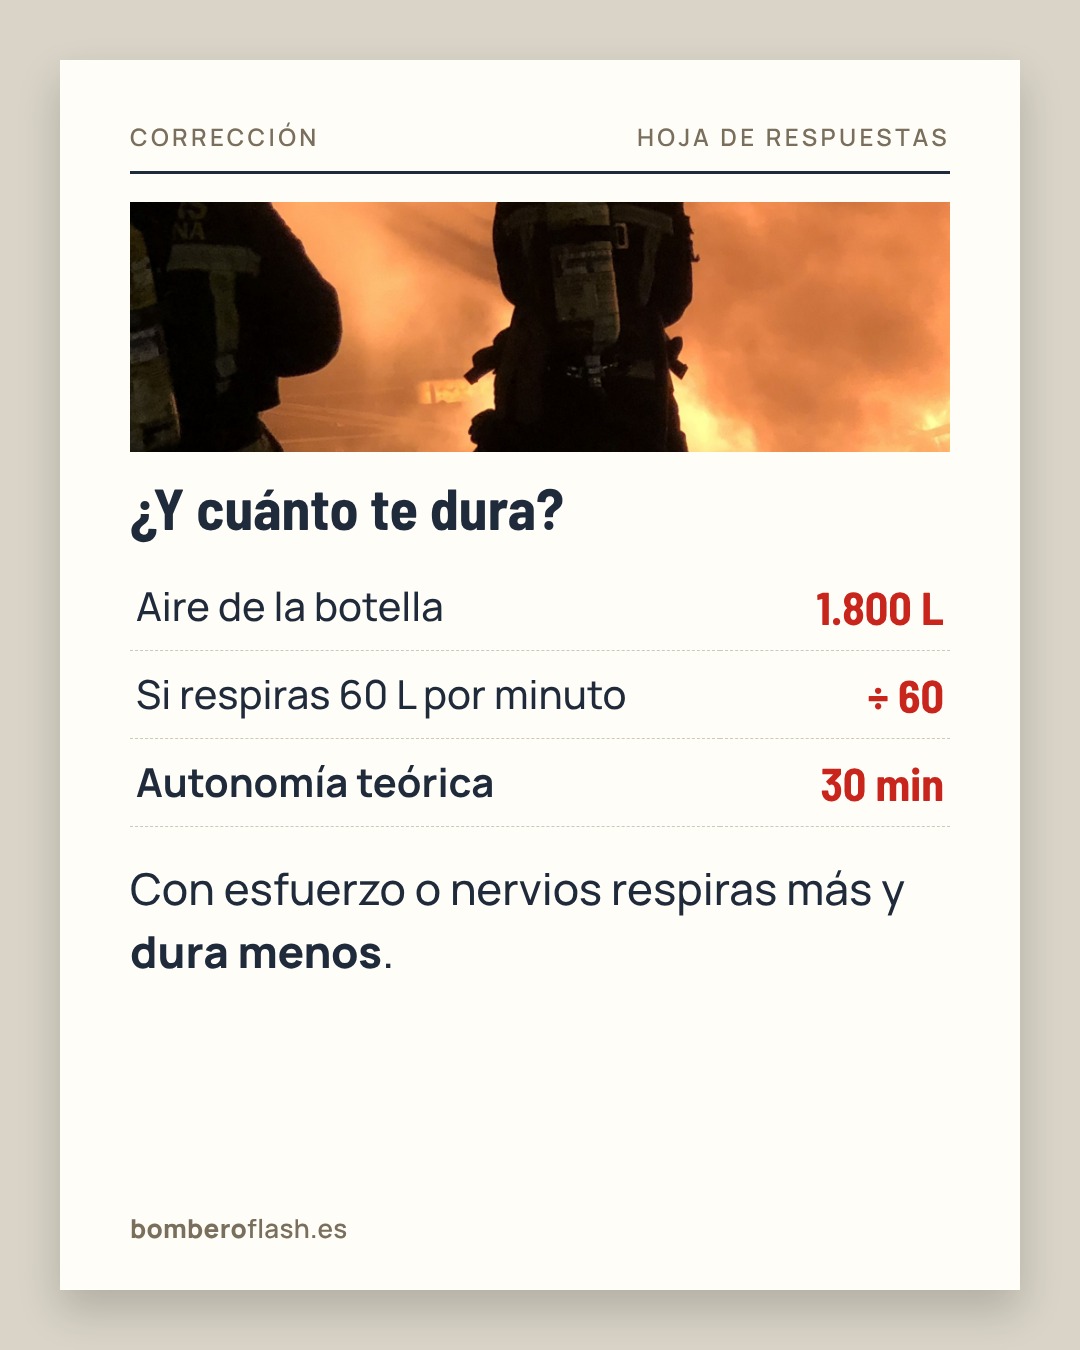 CORRECCIÓN HOJA DE RESPUESTAS
NA
¿Y cuánto te dura?
Aire de la botella 1.800 L
Si respiras 60 L por minuto ÷ 60
Autonomía teórica 30 min
Con esfuerzo o nervios respiras más y
dura menos.
bomberoflash.es